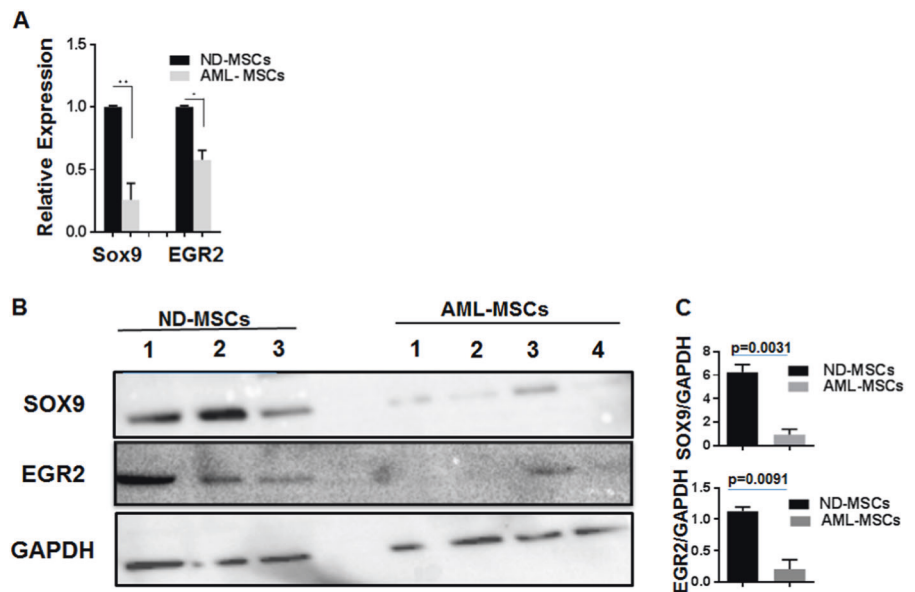 A
1.5
ND-MSCs
AML- MSCs
**
*
1.0
0.5
0.0
Relative Expression
Sox9 EGR2
B
ND-MSCs AML-MSCs
1 2 3 1 2 3 4
SOX9
EGR2
GAPDH
C
p=0.0031
8
6
4
2
0
SOX9/GAPDH
ND-MSCs
AML-MSCs
p=0.0091
1.5
1.0
0.5
0.0
EGR2/GAPDH
ND-MSCs
AML-MSCs